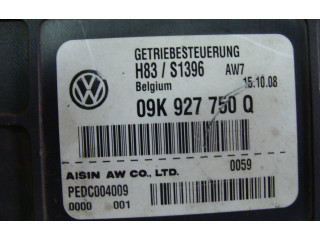 GETRIEBESTEUERUNG
H83 / S1396 AW7
Belgium 15.10.08
09K 927 750 Q
0059
AISIN AW CO., LTD.
PEDC004009
0000 001